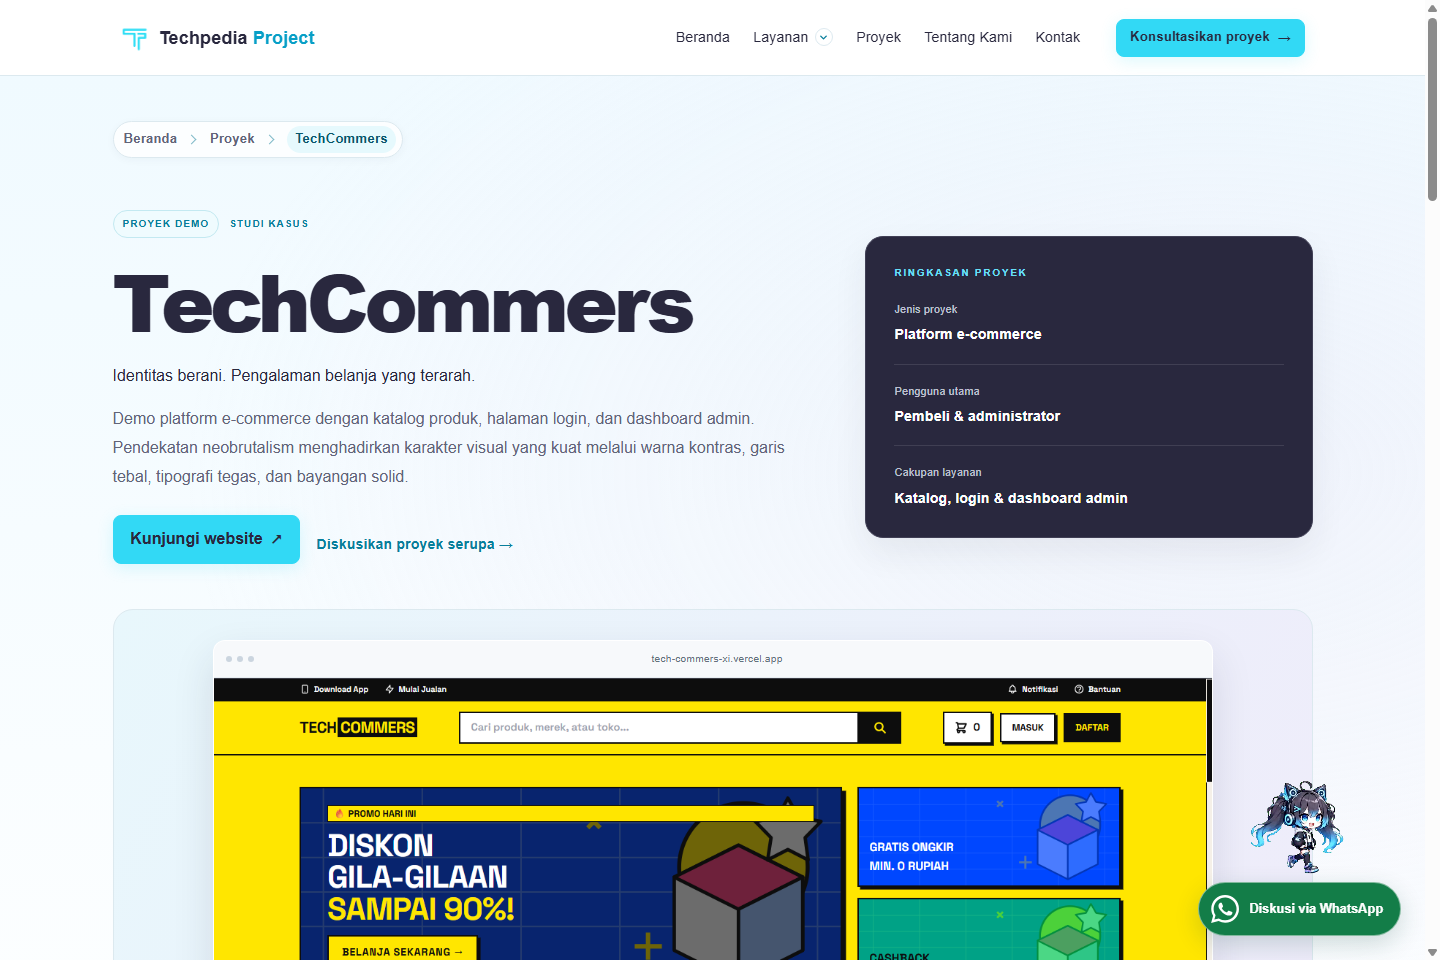 Techpedia Project
Beranda
Layanan
Proyek
Tentang Kami
Kontak
Konsultasikan proyek →
Beranda
Proyek
TechCommers
PROYEK DEMO
STUDI KASUS
TechCommers
Identitas berani. Pengalaman belanja yang terarah.
Demo platform e-commerce dengan katalog produk, halaman login, dan dashboard admin.
Pendekatan neobrutalism menghadirkan karakter visual yang kuat melalui warna kontras, garis
tebal, tipografi tegas, dan bayangan solid.
Kunjungi website ↗
Diskusikan proyek serupa →
RINGKASAN PROYEK
Jenis proyek
Platform e-commerce
Pengguna utama
Pembeli & administrator
Cakupan layanan
Katalog, login & dashboard admin
tech-commers-xi.vercel.app
Download App
Mulai Jualan
Notifikasi
Bantuan
TECH COMMERS
Cari produk, merek, atau toko...
0
MASUK
DAFTAR
🔥 PROMO HARI INI
DISKON
GILA-GILAAN
SAMPAI 90%!
BELANJA SEKARANG →
GRATIS ONGKIR
MIN. 0 RUPIAH
CASHBACK
Diskusi via WhatsApp